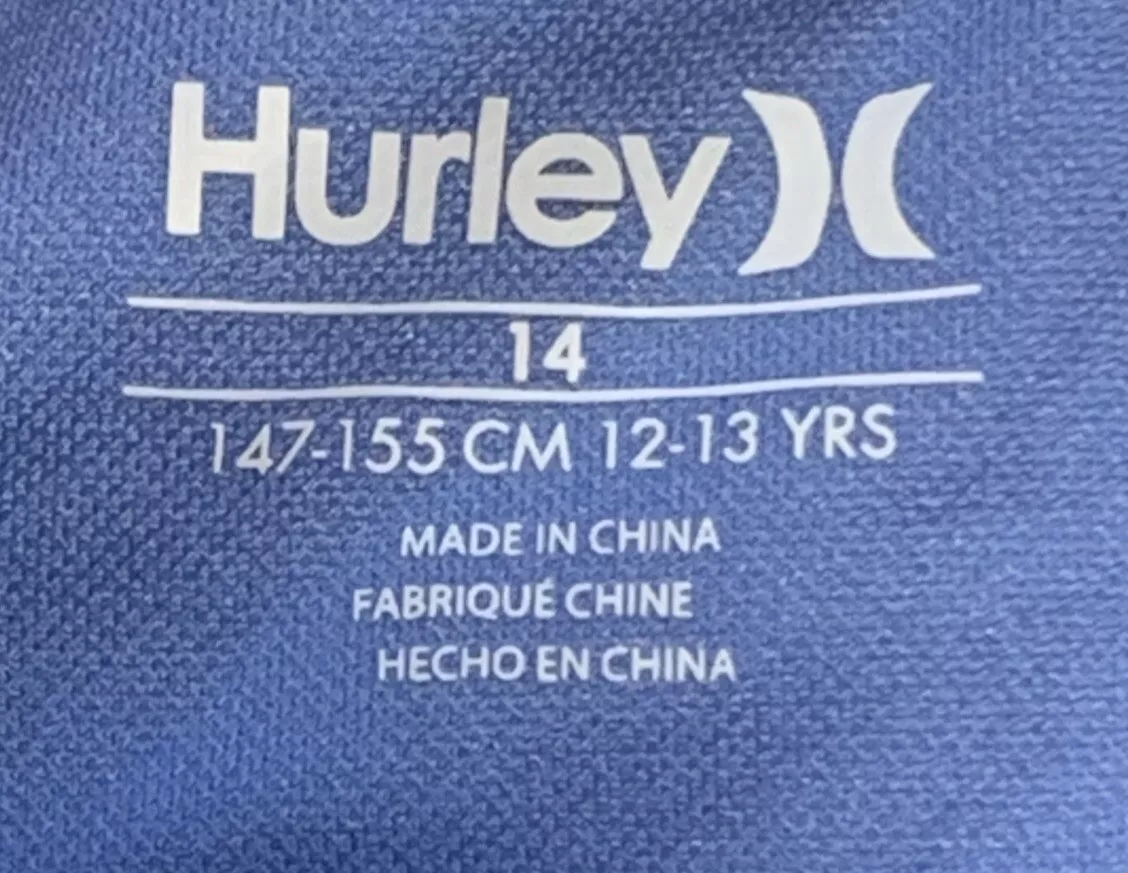 Hurley
14
147-155 CM 12-13 YRS
MADE IN CHINA
FABRIQUÉ CHINE
HECHO EN CHINA